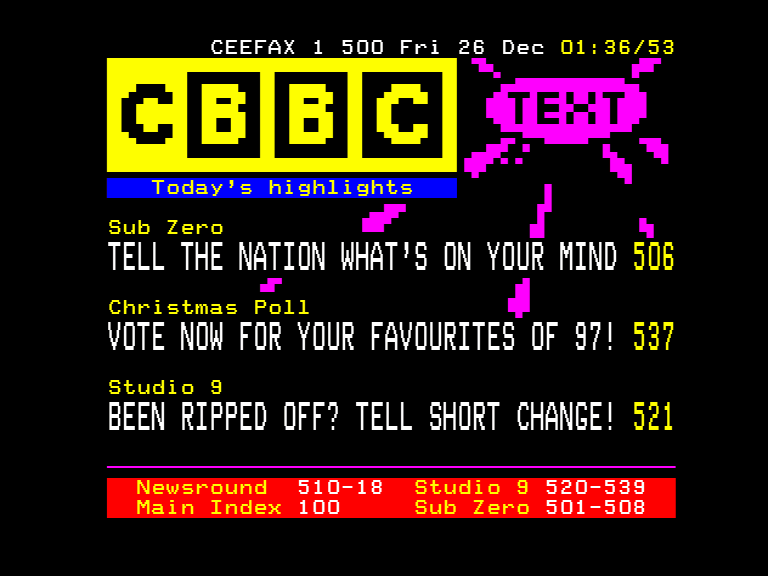 CEEFAX 1 500 Fri 26 Dec 01:36/53
CBBC TEXT
Today's highlights
Sub Zero
TELL THE NATION WHAT'S ON YOUR MIND 506
Christmas Poll
VOTE NOW FOR YOUR FAVOURITES OF 97! 537
Studio 9
BEEN RIPPED OFF? TELL SHORT CHANGE! 521
Newsround 510-18 Studio 9 520-539
Main Index 100 Sub Zero 501-508